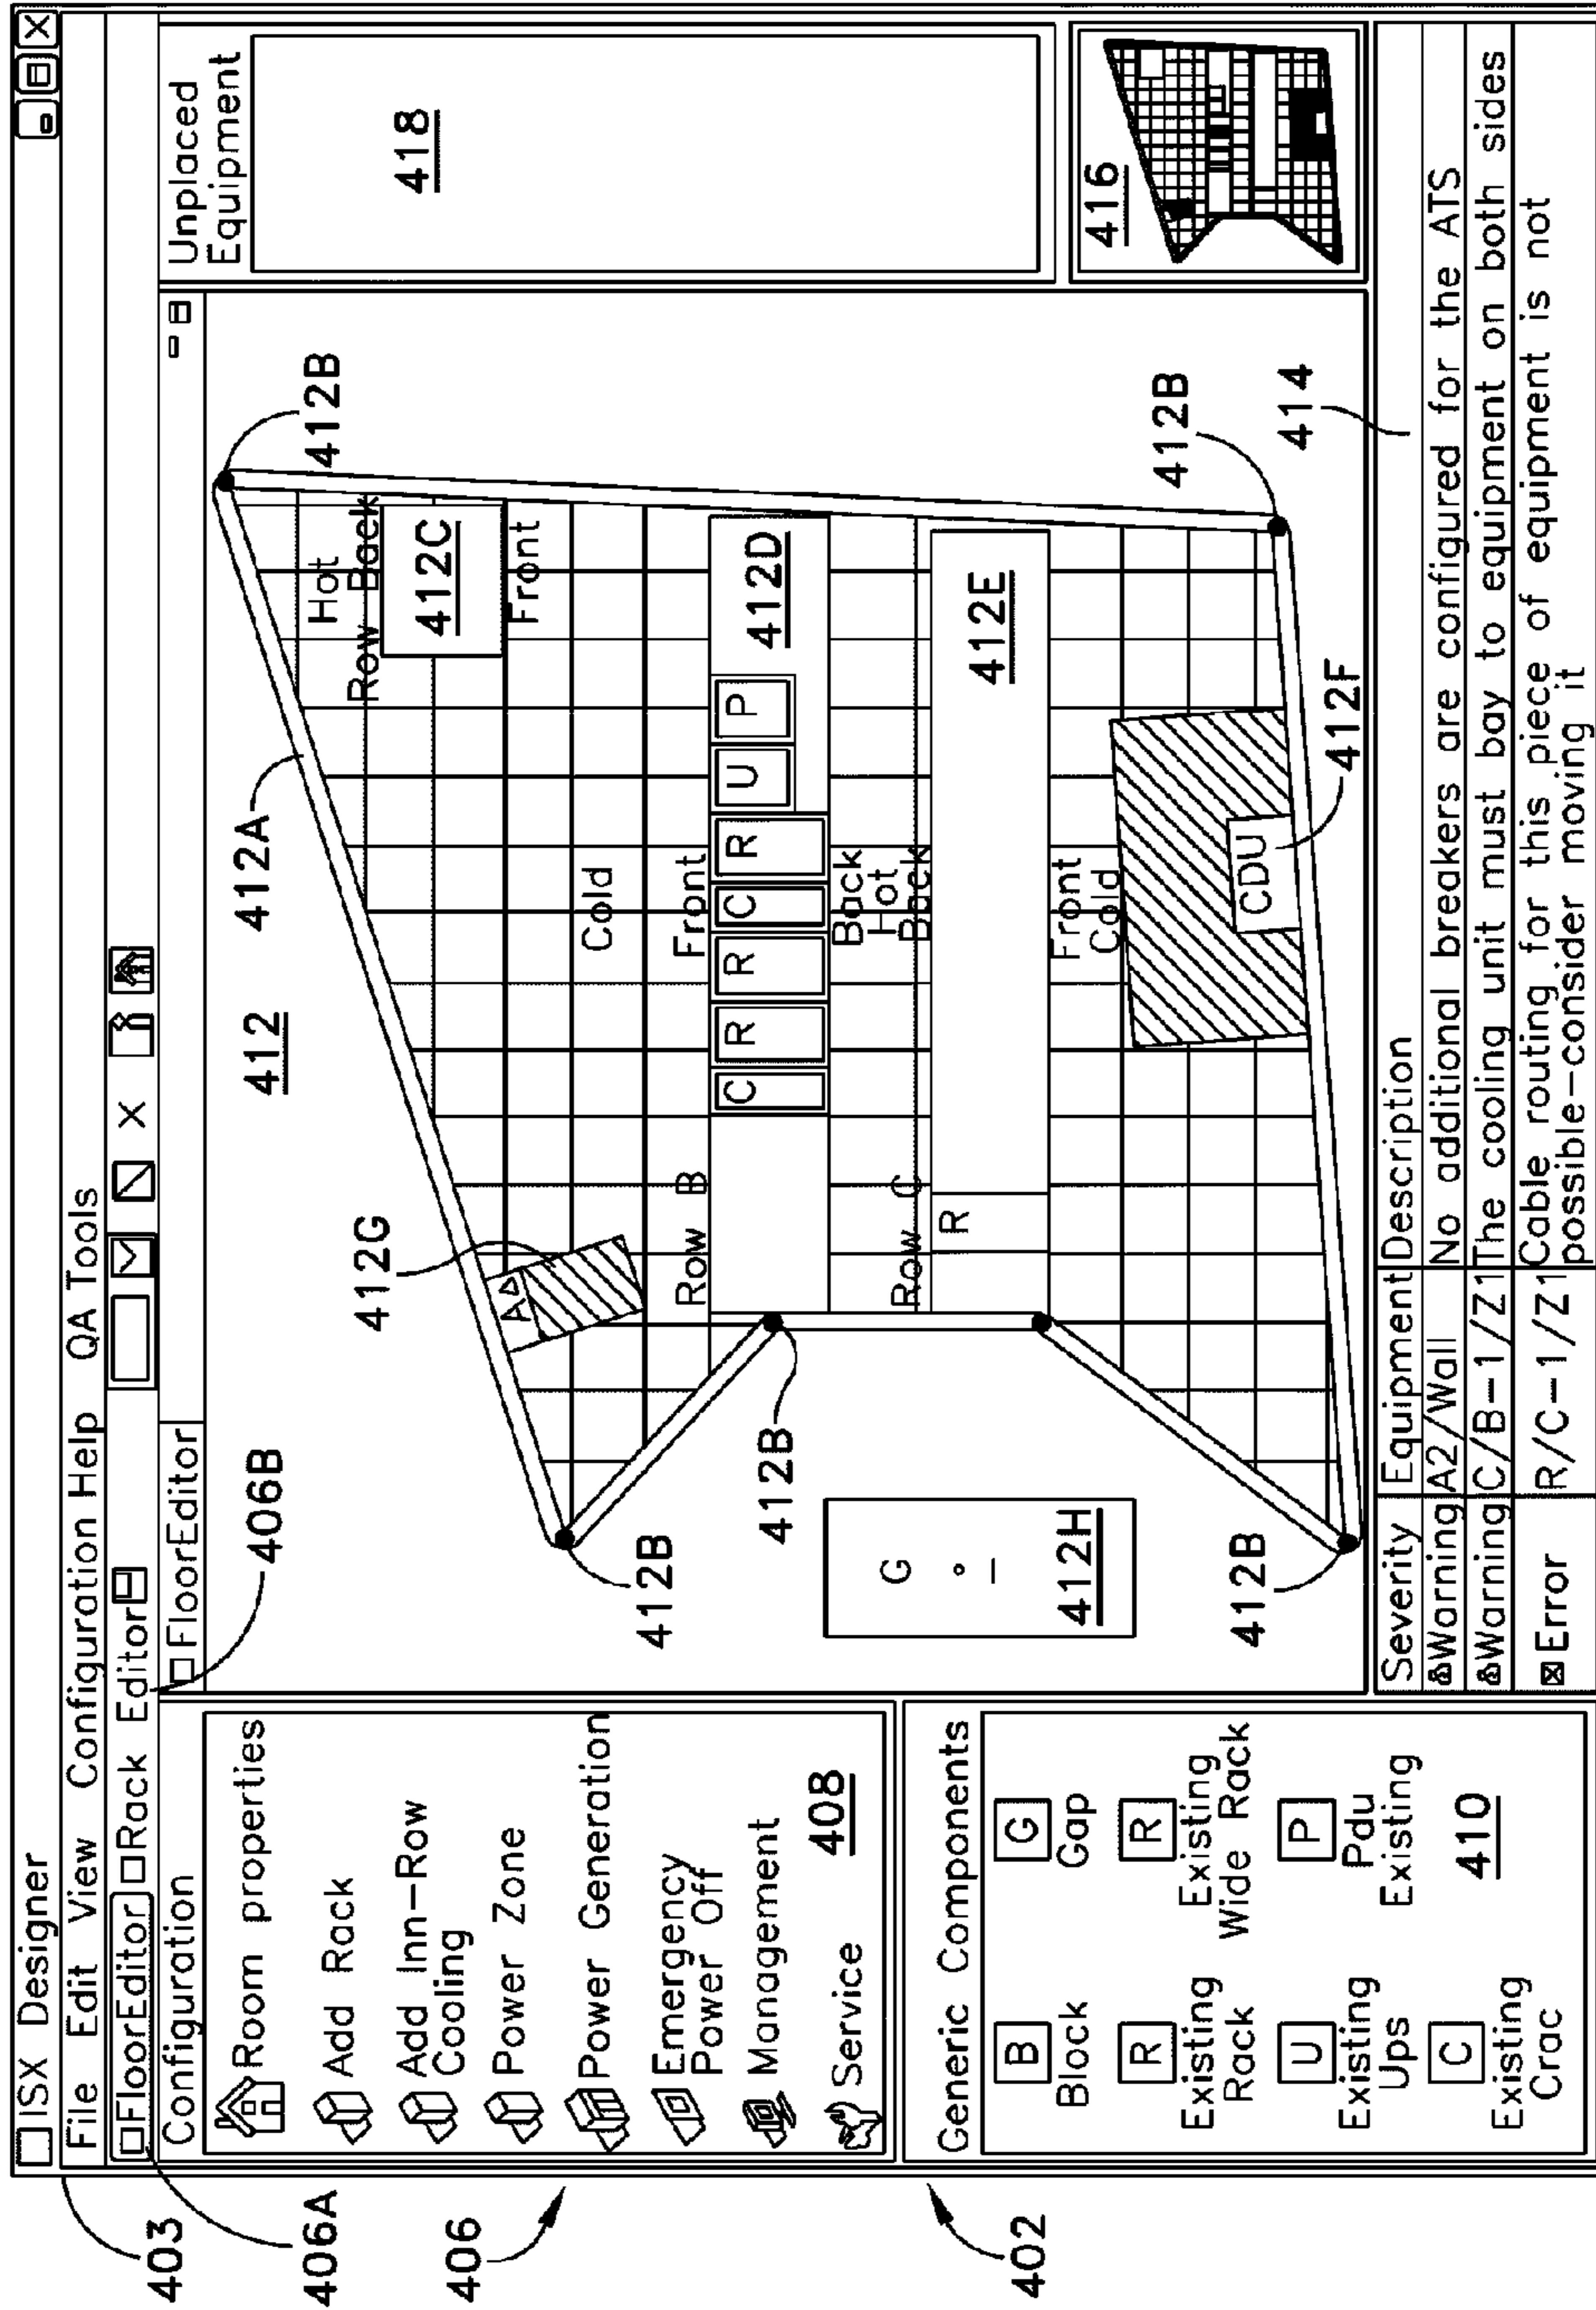 403
406A
406
402
ISX Designer
File Edit View Configuration Help QA Tools
FloorEditor Rack Editor
406B
Configuration
Room properties
Add Rack
Add Inn-Row
Cooling
Power Zone
Power Generation
Emergency
Power Off
Management
Service
408
Generic Components
B
Block
G
Gap
R
Existing
Rack
R
Existing
Wide Rack
U
Existing
Ups
P
Pdu
Existing
C
Existing
Crac
410
FloorEditor
412
412A
412B
412G
412B
412B
412B
412B
Hot
Row Back
412C
Front
Cold
Row B
Front
C R R C R U P
412D
Back
Hot
Back
Row C
R
412E
Front
Cold
CDU
412F
G
412H
Unplaced
Equipment
418
416
414
Severity Equipment Description
Warning A2/Wall No additional breakers are configured for the ATS
Warning C/B-1/Z1 The cooling unit must bay to equipment on both sides
Error R/C-1/Z1 Cable routing for this piece of equipment is not
possible-consider moving it